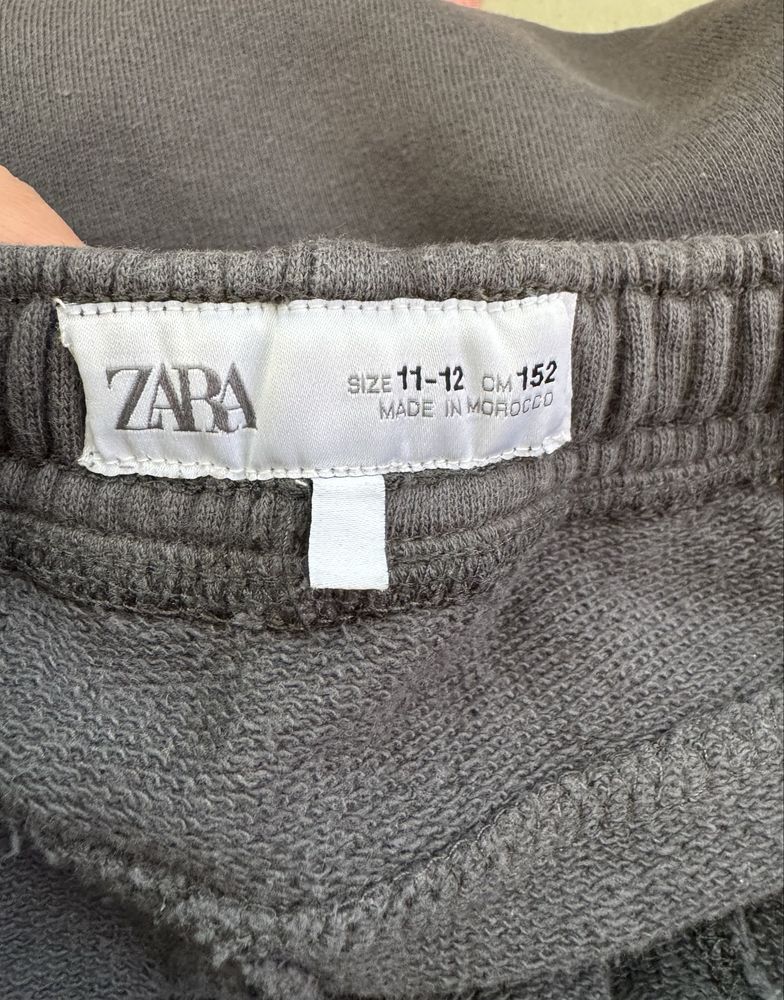 ZARA
SIZE 11-12 CM 152
MADE IN MOROCCO